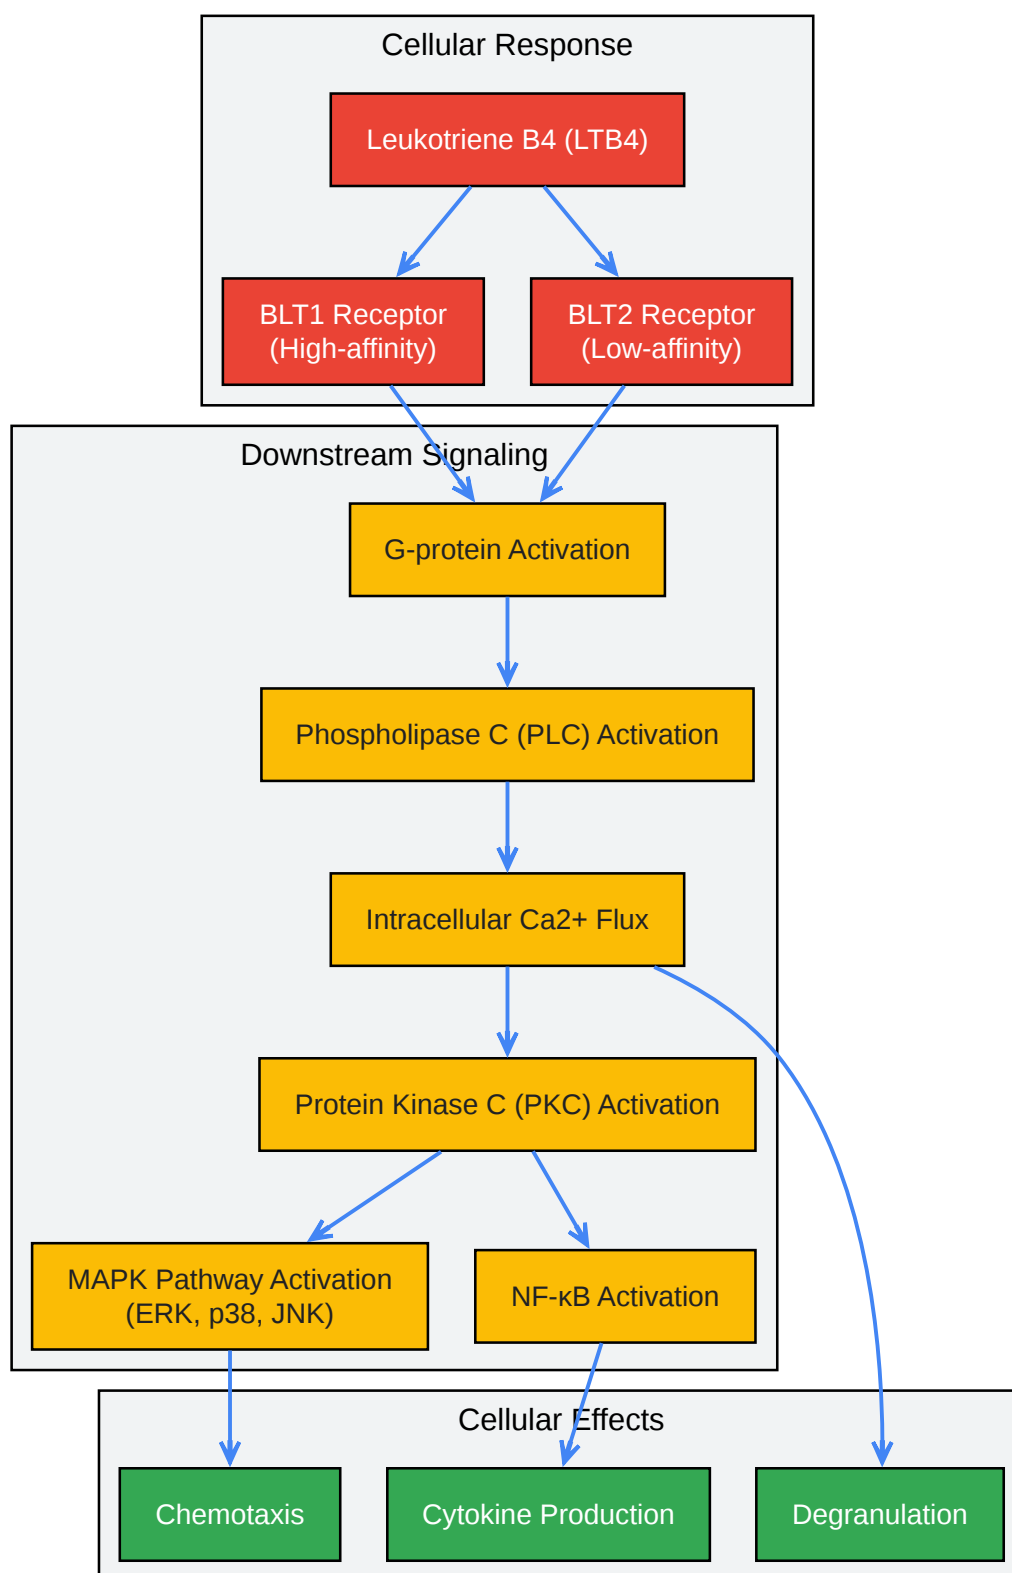 Cellular Response
Leukotriene B4 (LTB4)
BLT1 Receptor
(High-affinity)
BLT2 Receptor
(Low-affinity)
Downstream Signaling
G-protein Activation
Phospholipase C (PLC) Activation
Intracellular Ca2+ Flux
Protein Kinase C (PKC) Activation
MAPK Pathway Activation
(ERK, p38, JNK)
NF-κB Activation
Cellular Effects
Chemotaxis
Cytokine Production
Degranulation